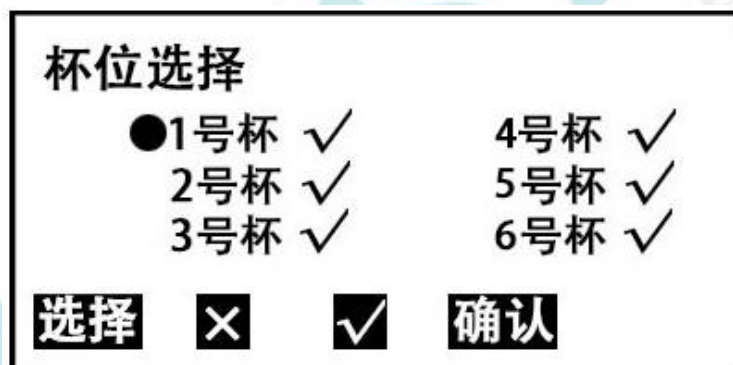 杯位选择
●1号杯 √ 4号杯 √
2号杯 √ 5号杯 √
3号杯 √ 6号杯 √
选择 × √ 确认